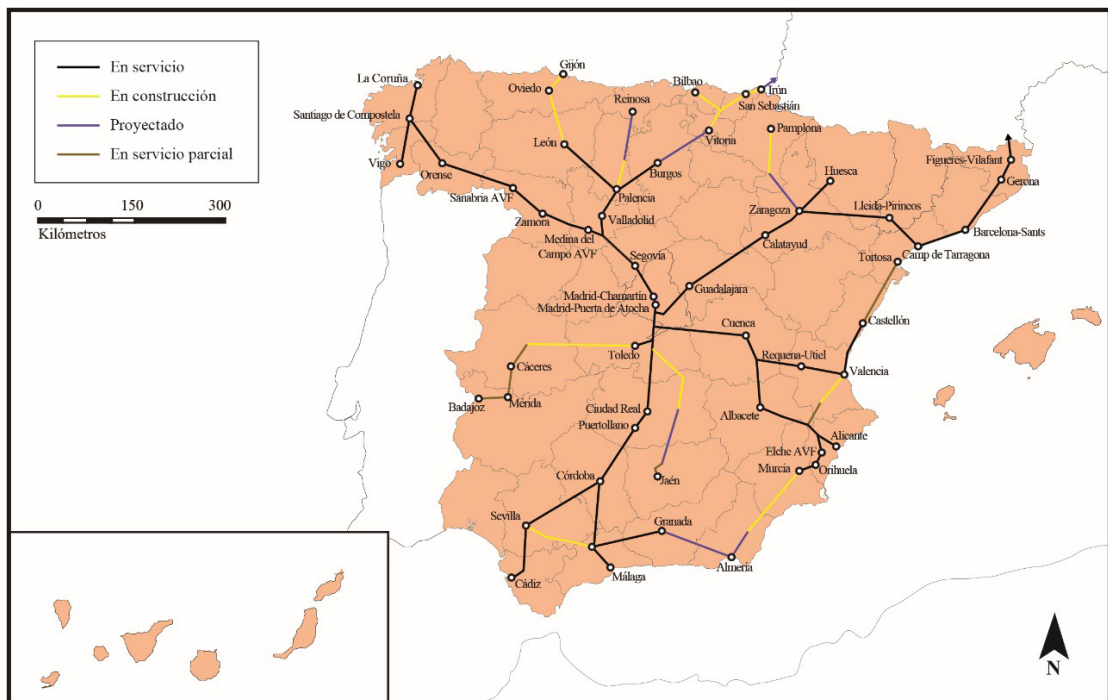 En servicio
En construcción
Proyectado
En servicio parcial
0 150 300
Kilómetros
La Coruña
Santiago de Compostela
Vigo
Orense
Sanabria AVF
Zamora
Medina del
Campo AVF
Gijón
Oviedo
León
Reinosa
Palencia
Valladolid
Burgos
Segovia
Bilbao
Vitoria
San Sebastián
Irún
Pamplona
Huesca
Zaragoza
Calatayud
Guadalajara
Lleida-Pirineos
Figueres-Vilafant
Gerona
Barcelona-Sants
Camp de Tarragona
Tortosa
Castellón
Madrid-Chamartín
Madrid-Puerta de Atocha
Cuenca
Requena-Utiel
Valencia
Toledo
Cáceres
Badajoz
Mérida
Ciudad Real
Puertollano
Albacete
Alicante
Elche AVF
Murcia
Orihuela
Córdoba
Jaén
Sevilla
Granada
Almería
Málaga
Cádiz
N